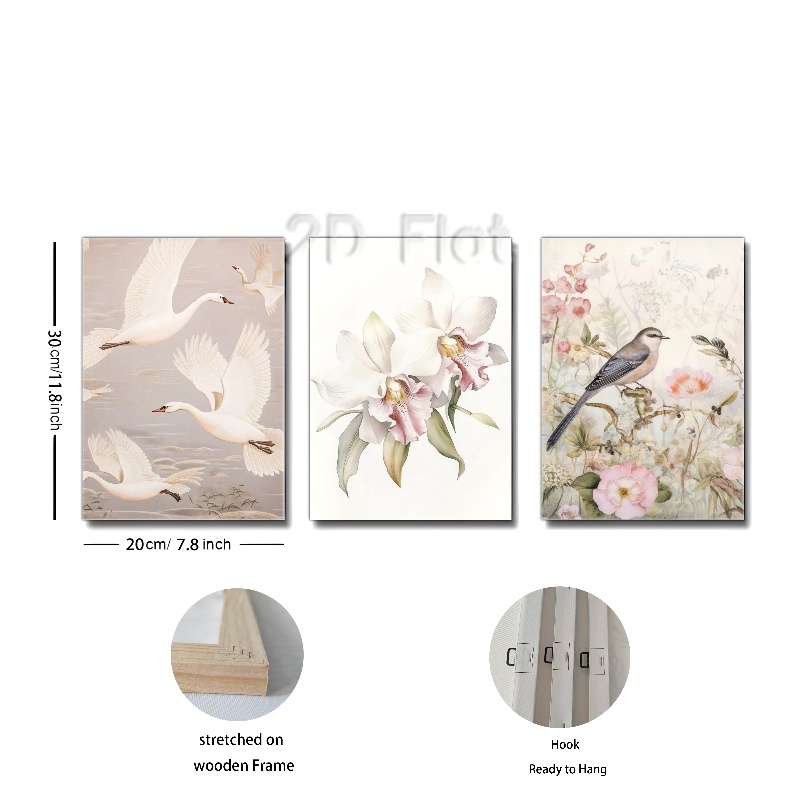 2D Flat
30cm/11.8inch
20cm/ 7.8 inch
stretched on
wooden Frame
Hook
Ready to Hang